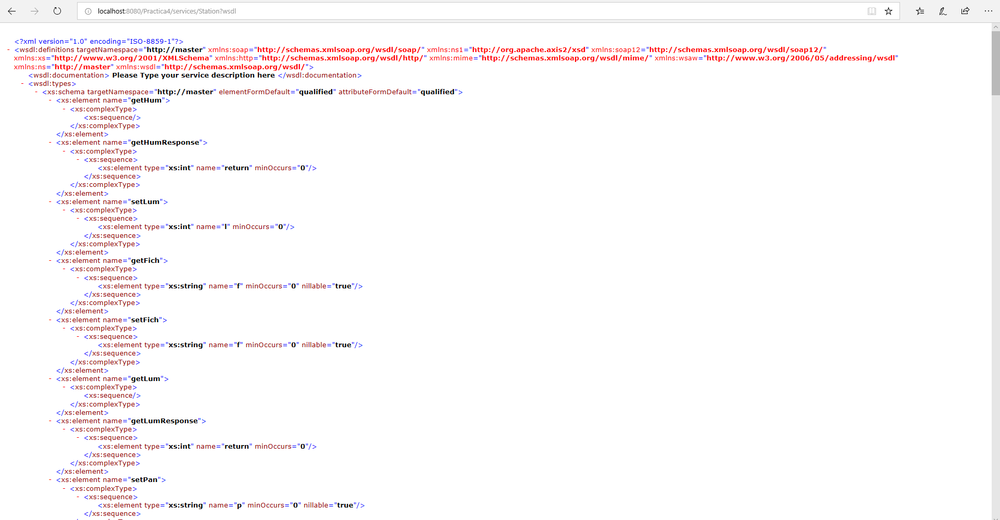 localhost:8080/Practica4/services/Station?wsdl
<?xml version="1.0" encoding="ISO-8859-1"?>
- <wsdl:definitions targetNamespace="http://master" xmlns:soap="http://schemas.xmlsoap.org/wsdl/soap/" xmlns:ns1="http://org.apache.axis2/xsd" xmlns:soap12="http://schemas.xmlsoap.org/wsdl/soap12/"
xmlns:xs="http://www.w3.org/2001/XMLSchema" xmlns:http="http://schemas.xmlsoap.org/wsdl/http/" xmlns:mime="http://schemas.xmlsoap.org/wsdl/mime/" xmlns:wsaw="http://www.w3.org/2006/05/addressing/wsdl"
xmlns:ns="http://master" xmlns:wsdl="http://schemas.xmlsoap.org/wsdl/">
<wsdl:documentation> Please Type your service description here </wsdl:documentation>
- <wsdl:types>
- <xs:schema targetNamespace="http://master" elementFormDefault="qualified" attributeFormDefault="qualified">
- <xs:element name="getHum">
- <xs:complexType>
<xs:sequence/>
</xs:complexType>
</xs:element>
- <xs:element name="getHumResponse">
- <xs:complexType>
- <xs:sequence>
<xs:element type="xs:int" name="return" minOccurs="0"/>
</xs:sequence>
</xs:complexType>
</xs:element>
- <xs:element name="setLum">
- <xs:complexType>
- <xs:sequence>
<xs:element type="xs:int" name="l" minOccurs="0"/>
</xs:sequence>
</xs:complexType>
</xs:element>
- <xs:element name="getFich">
- <xs:complexType>
- <xs:sequence>
<xs:element type="xs:string" name="f" minOccurs="0" nillable="true"/>
</xs:sequence>
</xs:complexType>
</xs:element>
- <xs:element name="setFich">
- <xs:complexType>
- <xs:sequence>
<xs:element type="xs:string" name="f" minOccurs="0" nillable="true"/>
</xs:sequence>
</xs:complexType>
</xs:element>
- <xs:element name="getLum">
- <xs:complexType>
<xs:sequence/>
</xs:complexType>
</xs:element>
- <xs:element name="getLumResponse">
- <xs:complexType>
- <xs:sequence>
<xs:element type="xs:int" name="return" minOccurs="0"/>
</xs:sequence>
</xs:complexType>
</xs:element>
- <xs:element name="setPan">
- <xs:complexType>
- <xs:sequence>
<xs:element type="xs:string" name="p" minOccurs="0" nillable="true"/>
</xs:sequence>